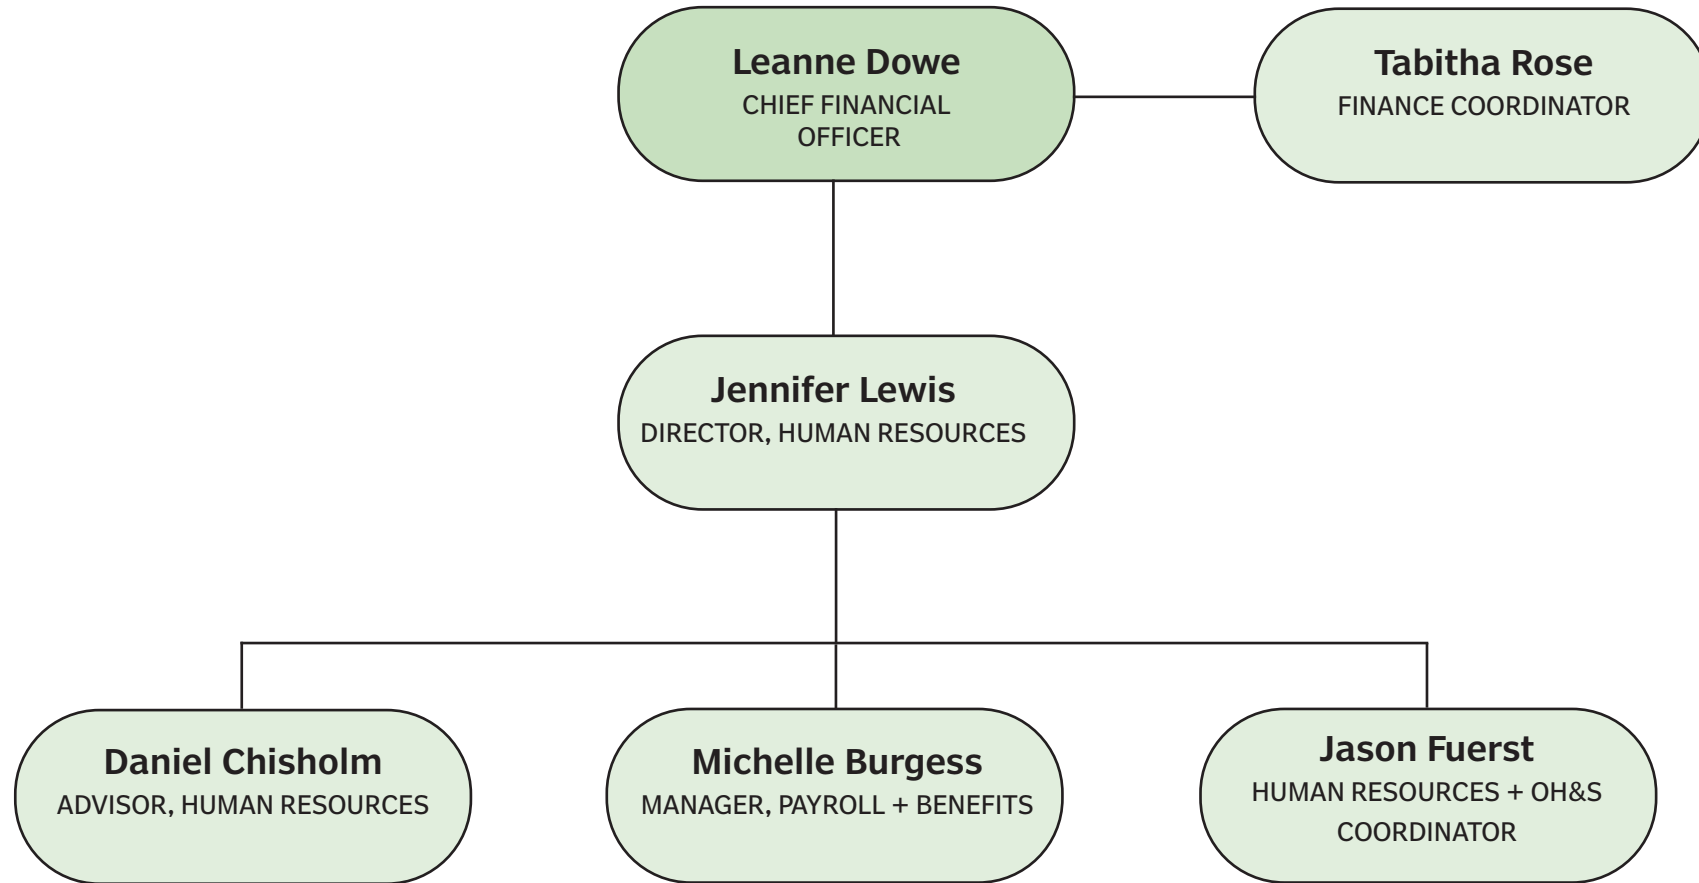 Leanne Dowe
CHIEF FINANCIAL
OFFICER
Tabitha Rose
FINANCE COORDINATOR
Jennifer Lewis
DIRECTOR, HUMAN RESOURCES
Daniel Chisholm
ADVISOR, HUMAN RESOURCES
Michelle Burgess
MANAGER, PAYROLL + BENEFITS
Jason Fuerst
HUMAN RESOURCES + OH&S
COORDINATOR